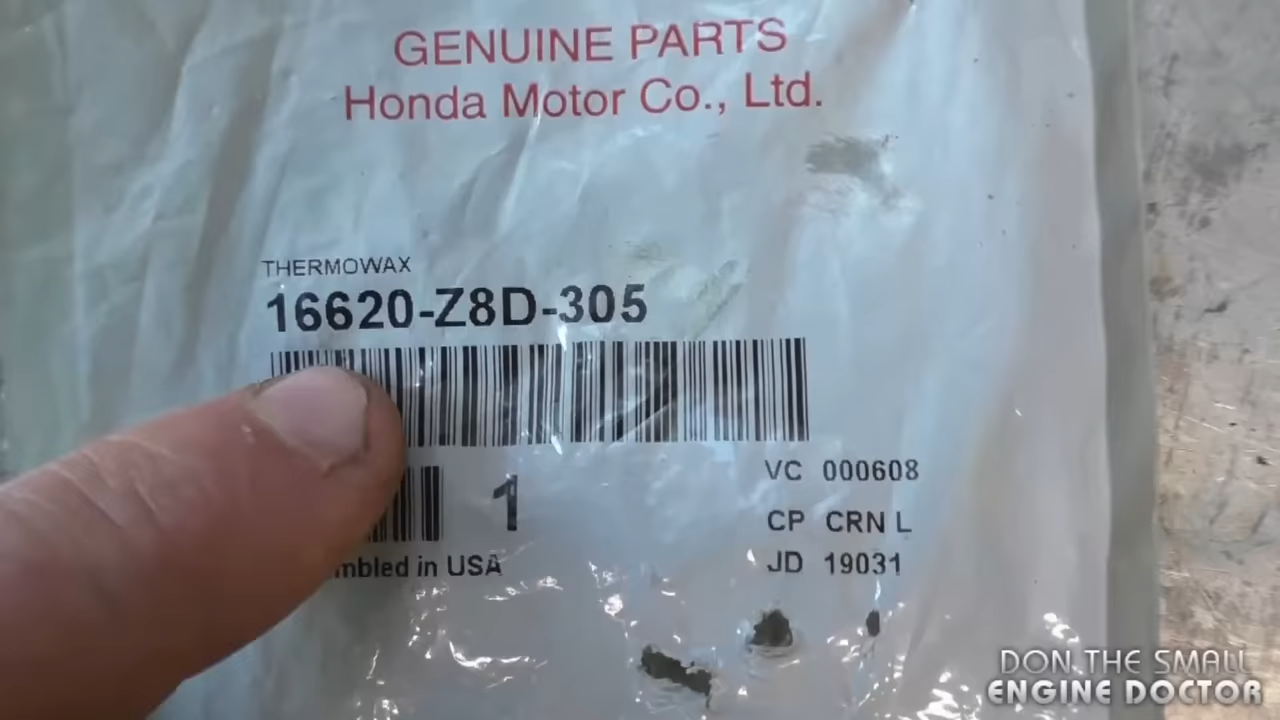 GENUINE PARTS
Honda Motor Co., Ltd.
THERMOWAX
16620-Z8D-305
1
VC 000608
CP CRN L
JD 19031
in USA
DON THE SMALL
ENGINE DOCTOR